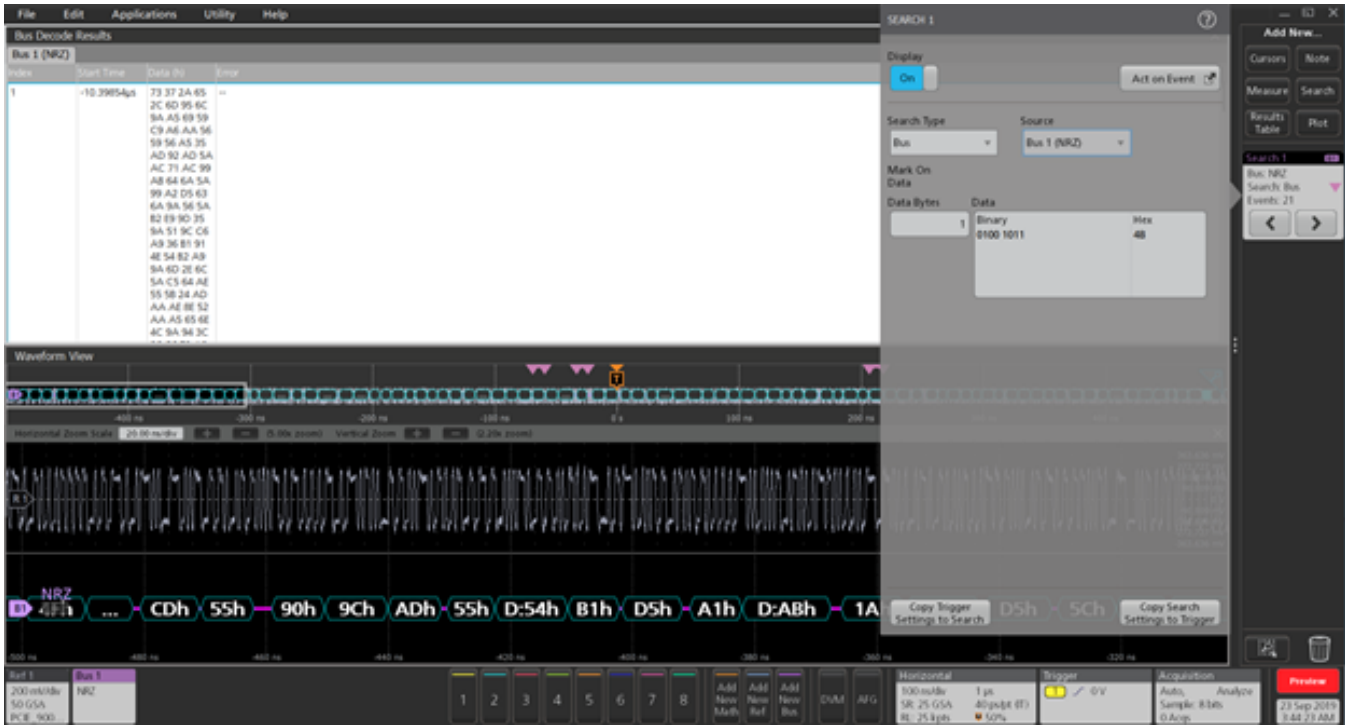 File Edit Applications Utility Help
Bus Decode Results
Bus 1 (NRZ)
Index Start Time Data (h) Error
1 -10.39854µs 73 37 2A 65 --
2C 6D 95 6C
9A A5 69 59
C9 A6 AA 56
59 56 A5 35
AD 92 AD 5A
AC 71 AC 99
AB 64 6A 5A
99 A2 D5 63
6A 9A 56 5A
B2 E9 9D 35
9A 51 9C C6
A9 36 B1 91
4E 54 B2 A9
9A 6D 2E 6C
5A C5 64 AE
55 5B 24 AD
AA AE 8E 52
AA A5 65 6E
4C 9A 94 3C
Waveform View
T
-400 ns -300 ns -200 ns -100 ns 0 s 100 ns 200 ns
Horizontal Zoom Scale 20.00 ns/div + - (5.00x zoom) Vertical Zoom + - (2.20x zoom)
R 1
NRZ
B1 4Fh ... CDh 55h 90h 9Ch ADh 55h D:54h B1h D5h A1h D:ABh 1A D5h 5Ch
-500 ns -480 ns -460 ns -440 ns -420 ns -400 ns -380 ns -360 ns -340 ns -320 ns
SEARCH 1 ?
Display
On
Act on Event
Search Type Source
Bus Bus 1 (NRZ)
Mark On
Data
Data Bytes Data
1 Binary Hex
0100 1011 4B
Copy Trigger
Settings to Search
Copy Search
Settings to Trigger
Add New...
Cursors Note
Measure Search
Results
Table
Plot
Search 1
Bus: NRZ
Search: Bus
Events: 21
< >
Ref 1
200 mV/div
50 GS/s
PCIE_900...
Bus 1
NRZ
1 2 3 4 5 6 7 8
Add
New
Math
Add
New
Ref
Add
New
Bus
DVM AFG
Horizontal
100 ns/div 1 µs
SR: 25 GS/s 40 ps/pt (IT)
RL: 25 kpts 50%
Trigger
1 0 V
Acquisition
Auto, Analyze
Sample: 8 bits
0 Acqs
Preview
23 Sep 2019
3:44:23 AM